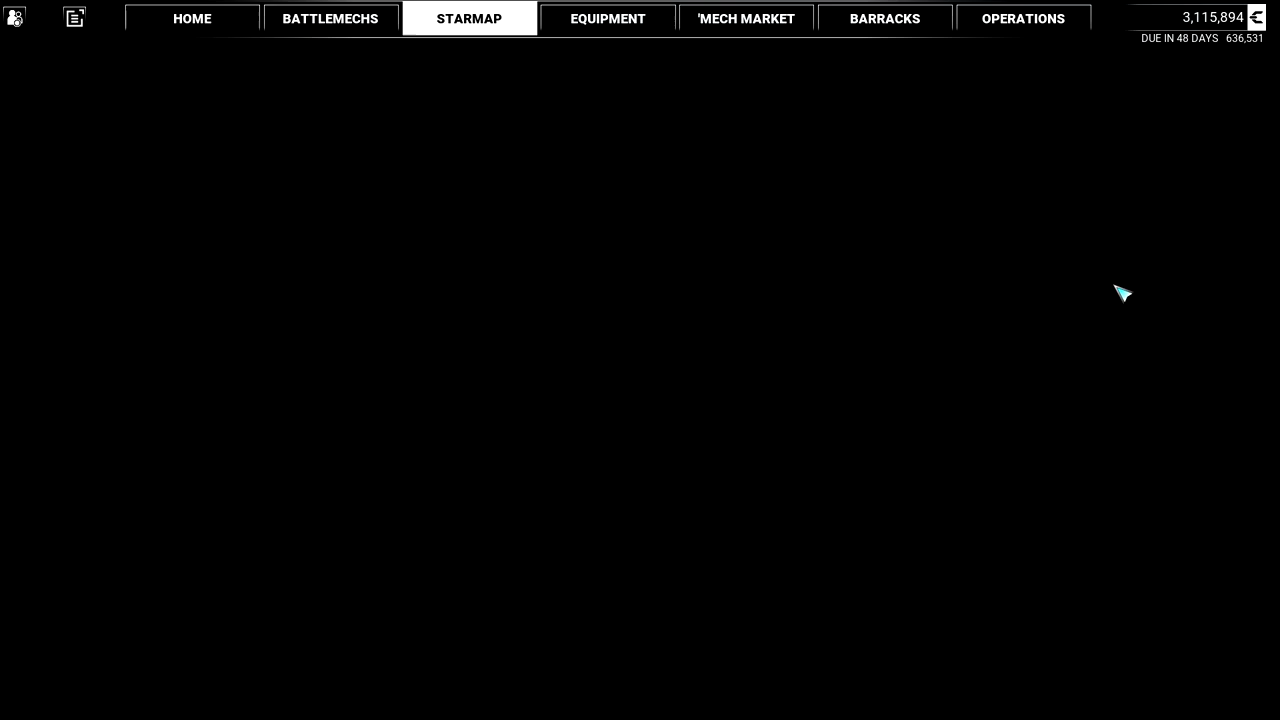 HOME
BATTLEMECHS
STARMAP
EQUIPMENT
'MECH MARKET
BARRACKS
OPERATIONS
3,115,894
DUE IN 48 DAYS 636,531